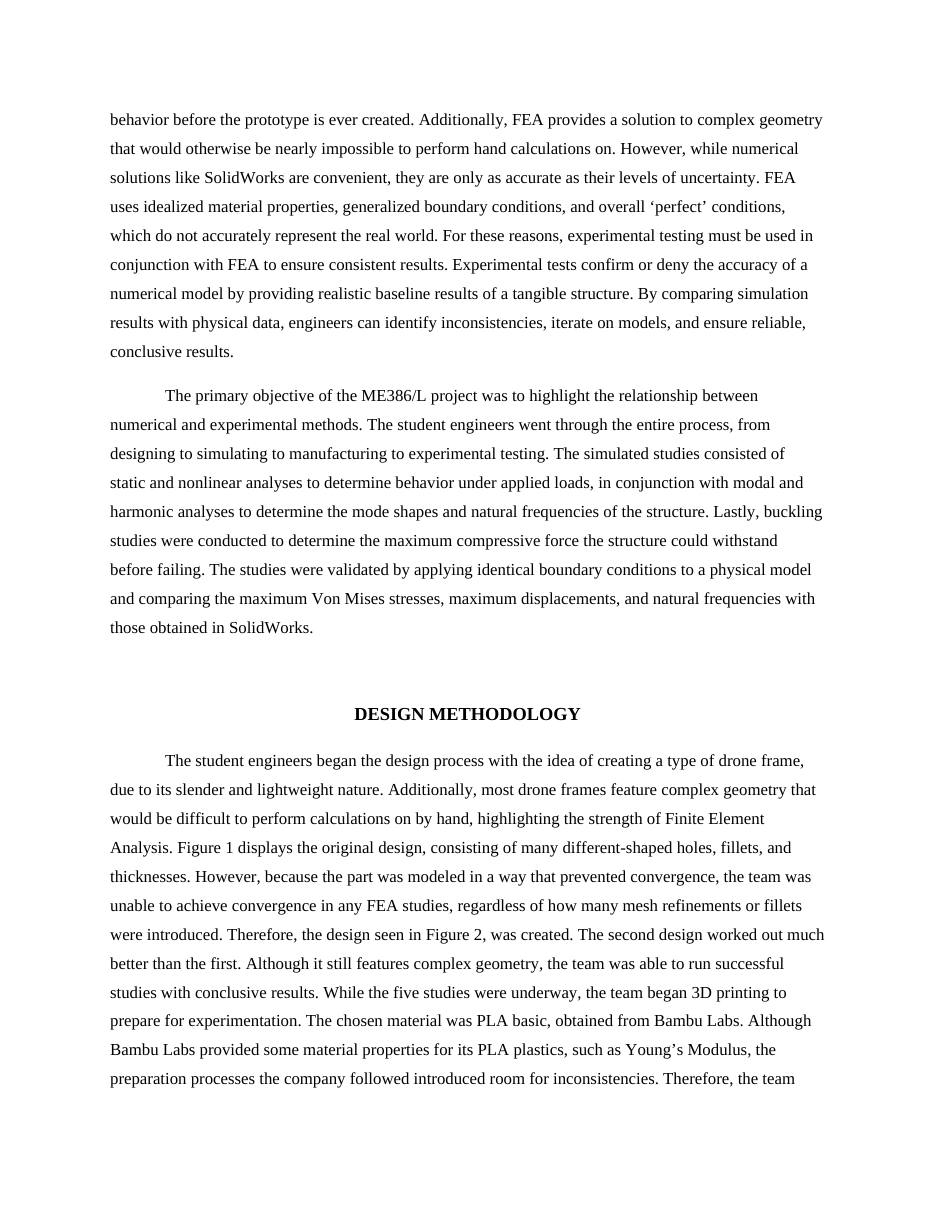 behavior before the prototype is ever created. Additionally, FEA provides a solution to complex geometry
that would otherwise be nearly impossible to perform hand calculations on. However, while numerical
solutions like SolidWorks are convenient, they are only as accurate as their levels of uncertainty. FEA
uses idealized material properties, generalized boundary conditions, and overall ‘perfect’ conditions,
which do not accurately represent the real world. For these reasons, experimental testing must be used in
conjunction with FEA to ensure consistent results. Experimental tests confirm or deny the accuracy of a
numerical model by providing realistic baseline results of a tangible structure. By comparing simulation
results with physical data, engineers can identify inconsistencies, iterate on models, and ensure reliable,
conclusive results.
The primary objective of the ME386/L project was to highlight the relationship between
numerical and experimental methods. The student engineers went through the entire process, from
designing to simulating to manufacturing to experimental testing. The simulated studies consisted of
static and nonlinear analyses to determine behavior under applied loads, in conjunction with modal and
harmonic analyses to determine the mode shapes and natural frequencies of the structure. Lastly, buckling
studies were conducted to determine the maximum compressive force the structure could withstand
before failing. The studies were validated by applying identical boundary conditions to a physical model
and comparing the maximum Von Mises stresses, maximum displacements, and natural frequencies with
those obtained in SolidWorks.
DESIGN METHODOLOGY
The student engineers began the design process with the idea of creating a type of drone frame,
due to its slender and lightweight nature. Additionally, most drone frames feature complex geometry that
would be difficult to perform calculations on by hand, highlighting the strength of Finite Element
Analysis. Figure 1 displays the original design, consisting of many different-shaped holes, fillets, and
thicknesses. However, because the part was modeled in a way that prevented convergence, the team was
unable to achieve convergence in any FEA studies, regardless of how many mesh refinements or fillets
were introduced. Therefore, the design seen in Figure 2, was created. The second design worked out much
better than the first. Although it still features complex geometry, the team was able to run successful
studies with conclusive results. While the five studies were underway, the team began 3D printing to
prepare for experimentation. The chosen material was PLA basic, obtained from Bambu Labs. Although
Bambu Labs provided some material properties for its PLA plastics, such as Young’s Modulus, the
preparation processes the company followed introduced room for inconsistencies. Therefore, the team